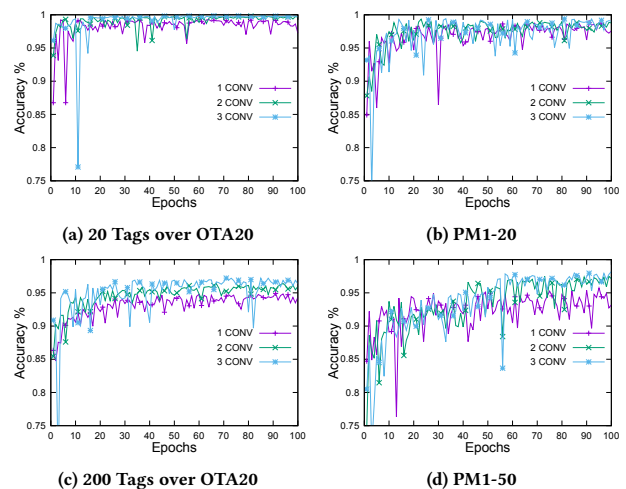 1
0.95
0.9
0.85
0.8
0.75
Accuracy %
1 CONV
2 CONV
3 CONV
0 10 20 30 40 50 60 70 80 90 100
Epochs
(a) 20 Tags over OTA20
1
0.95
0.9
0.85
0.8
0.75
Accuracy %
1 CONV
2 CONV
3 CONV
0 10 20 30 40 50 60 70 80 90 100
Epochs
(b) PM1-20
1
0.95
0.9
0.85
0.8
0.75
Accuracy %
1 CONV
2 CONV
3 CONV
0 10 20 30 40 50 60 70 80 90 100
Epochs
(c) 200 Tags over OTA20
1
0.95
0.9
0.85
0.8
0.75
Accuracy %
1 CONV
2 CONV
3 CONV
0 10 20 30 40 50 60 70 80 90 100
Epochs
(d) PM1-50